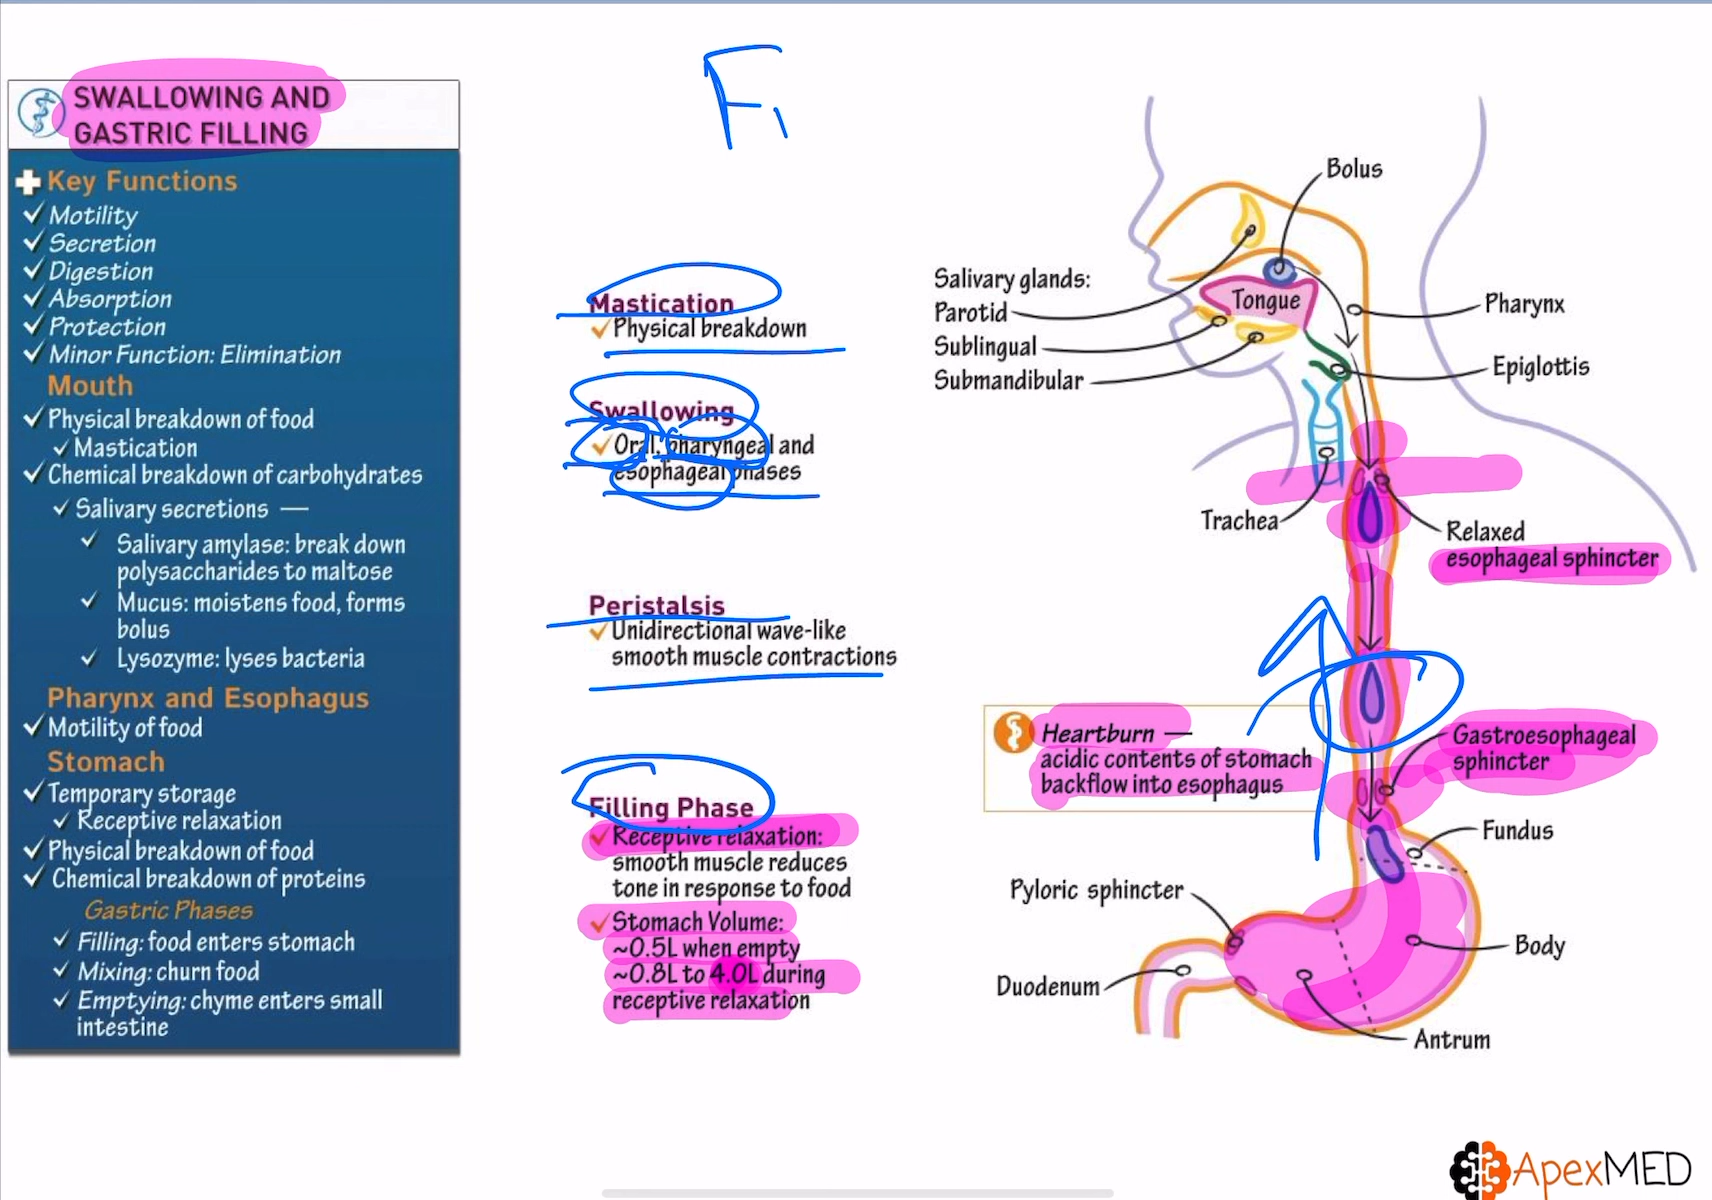 F
SWALLOWING AND
GASTRIC FILLING
Key Functions
Motility
Secretion
Digestion
Absorption
Protection
Minor Function: Elimination
Mouth
Physical breakdown of food
Mastication
Chemical breakdown of carbohydrates
Salivary secretions —
Salivary amylase: break down
polysaccharides to maltose
Mucus: moistens food, forms
bolus
Lysozyme: lyses bacteria
Pharynx and Esophagus
Motility of food
Stomach
Temporary storage
Receptive relaxation
Physical breakdown of food
Chemical breakdown of proteins
Gastric Phases
Filling: food enters stomach
Mixing: churn food
Emptying: chyme enters small
intestine
Mastication
Physical breakdown
Swallowing
Oral, pharyngeal and
esophageal phases
Peristalsis
Unidirectional wave-like
smooth muscle contractions
Filling Phase
Receptive relaxation:
smooth muscle reduces
tone in response to food
Stomach Volume:
~0.5L when empty
~0.8L to 4.0L during
receptive relaxation
Bolus
Salivary glands:
Parotid
Sublingual
Submandibular
Tongue
Pharynx
Epiglottis
Trachea
Relaxed
esophageal sphincter
Heartburn —
acidic contents of stomach
backflow into esophagus
Gastroesophageal
sphincter
Fundus
Pyloric sphincter
Body
Duodenum
Antrum
ApexMED